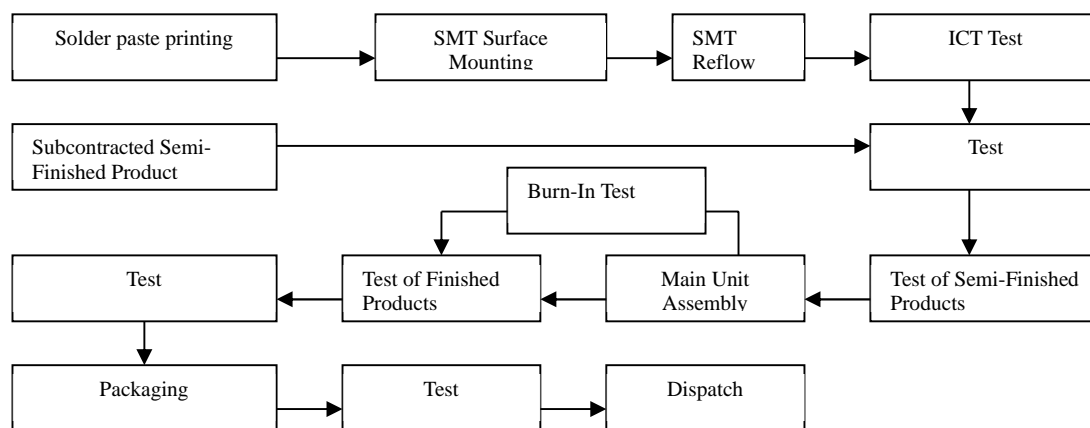 Solder paste printing
SMT Surface
Mounting
SMT
Reflow
ICT Test
Subcontracted Semi-
Finished Product
Test
Burn-In Test
Test
Test of Finished
Products
Main Unit
Assembly
Test of Semi-Finished
Products
Packaging
Test
Dispatch